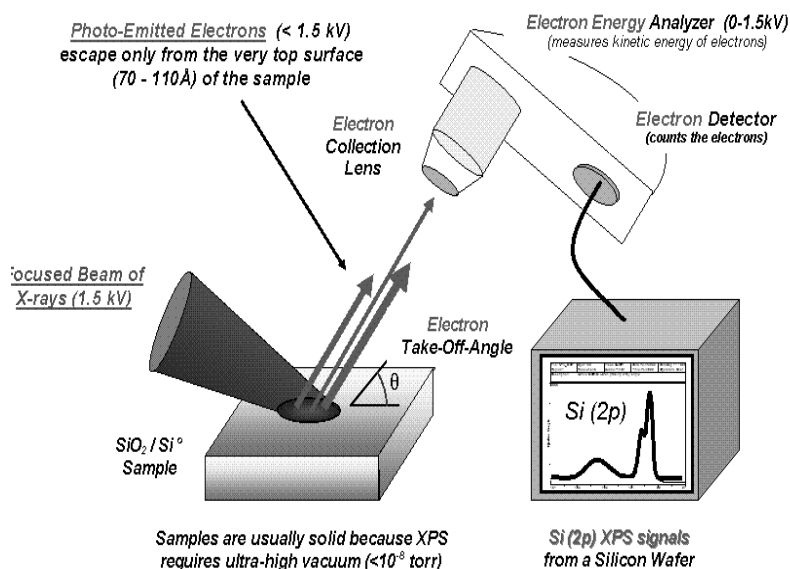 Photo-Emitted Electrons (< 1.5 kV)
escape only from the very top surface
(70 - 110Å) of the sample
Electron Energy Analyzer (0-1.5kV)
(measures kinetic energy of electrons)
Electron Detector
(counts the electrons)
Electron
Collection
Lens
Focused Beam of
X-rays (1.5 kV)
Electron
Take-Off-Angle
θ
Si (2p)
SiO₂ / Si°
Sample
Samples are usually solid because XPS
requires ultra-high vacuum (<10⁻⁸ torr)
Si (2p) XPS signals
from a Silicon Wafer